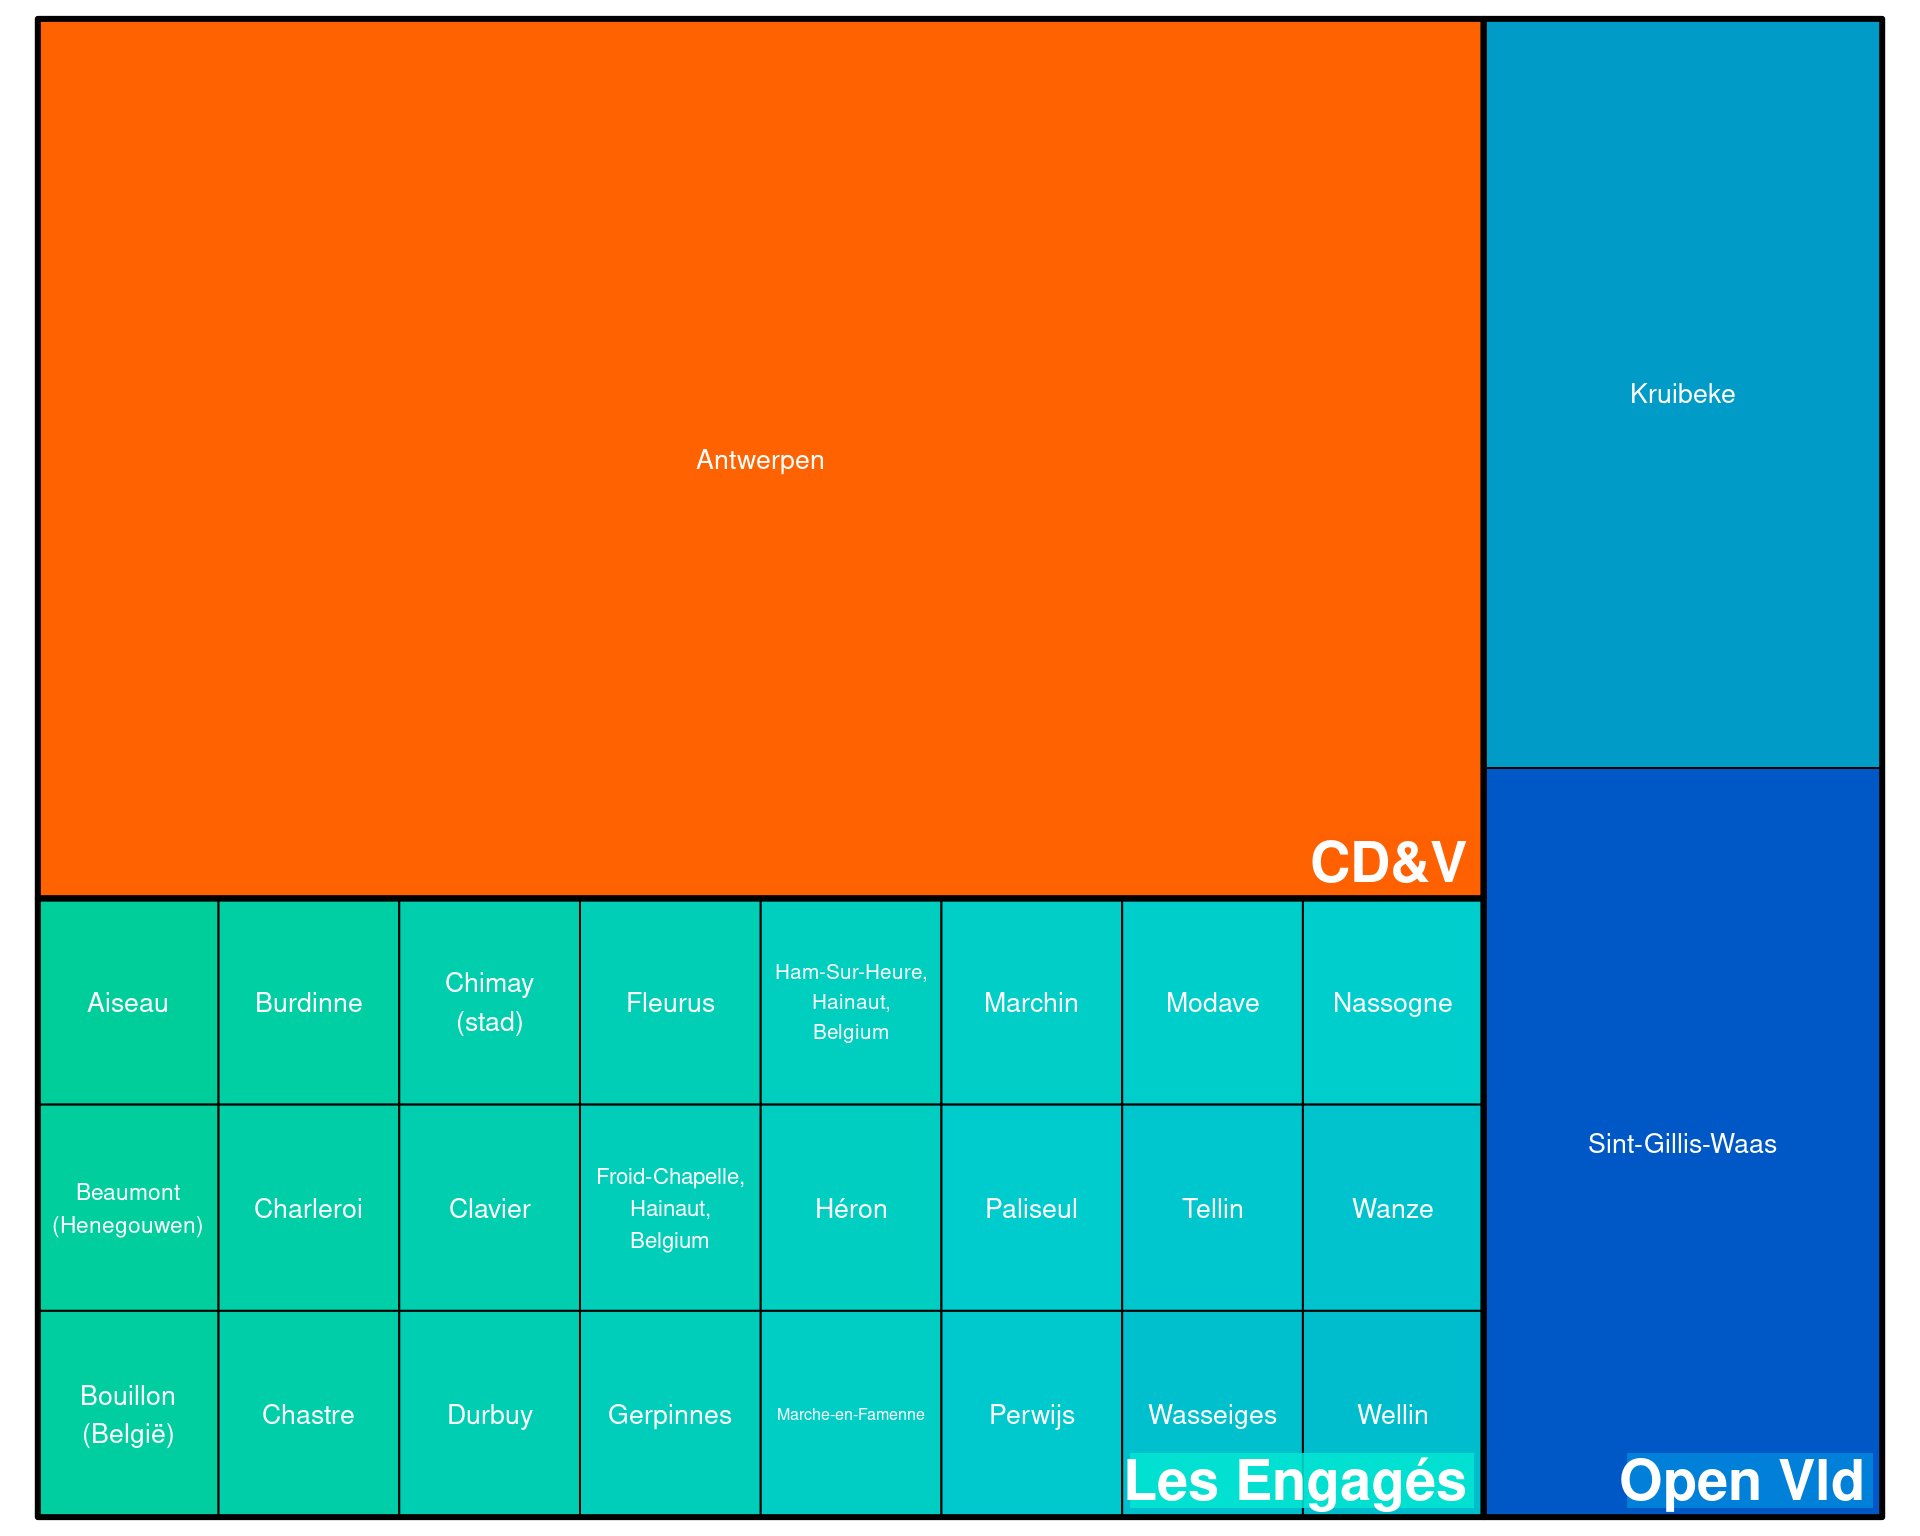 Antwerpen
CD&V
Kruibeke
Sint-Gillis-Waas
Open Vld
Aiseau
Burdinne
Chimay
(stad)
Fleurus
Ham-Sur-Heure,
Hainaut,
Belgium
Marchin
Modave
Nassogne
Beaumont
(Henegouwen)
Charleroi
Clavier
Froid-Chapelle,
Hainaut,
Belgium
Héron
Paliseul
Tellin
Wanze
Bouillon
(België)
Chastre
Durbuy
Gerpinnes
Marche-en-Famenne
Perwijs
Wasseiges
Wellin
Les Engagés